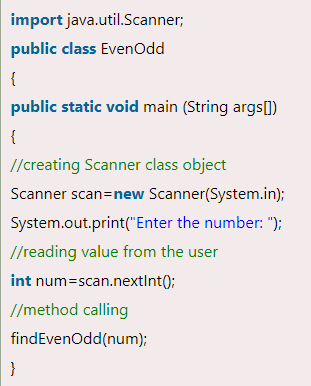 import java.util.Scanner;
public class EvenOdd
{
public static void main (String args[])
{
//creating Scanner class object
Scanner scan=new Scanner(System.in);
System.out.print("Enter the number: ");
//reading value from the user
int num=scan.nextInt();
//method calling
findEvenOdd(num);
}